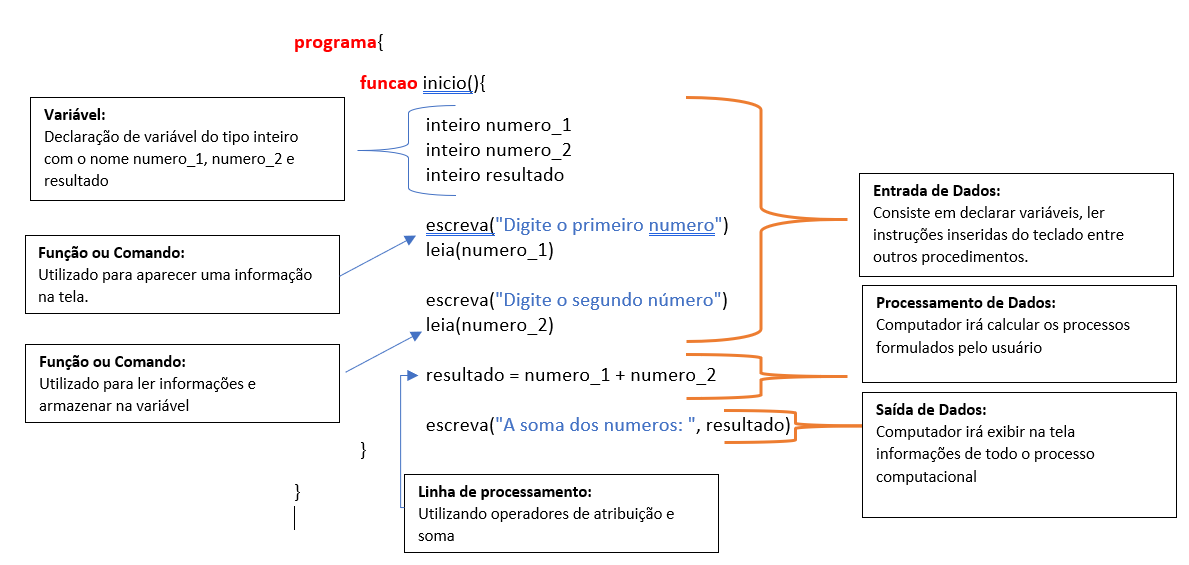 programa{
funcao inicio(){
Variável:
Declaração de variável do tipo inteiro
com o nome numero_1, numero_2 e
resultado
inteiro numero_1
inteiro numero_2
inteiro resultado
Função ou Comando:
Utilizado para aparecer uma informação
na tela.
escreva("Digite o primeiro numero")
leia(numero_1)
escreva("Digite o segundo número")
leia(numero_2)
Função ou Comando:
Utilizado para ler informações e
armazenar na variável
resultado = numero_1 + numero_2
escreva("A soma dos numeros: ", resultado)
}
}
Linha de processamento:
Utilizando operadores de atribuição e
soma
Entrada de Dados:
Consiste em declarar variáveis, ler
instruções inseridas do teclado entre
outros procedimentos.
Processamento de Dados:
Computador irá calcular os processos
formulados pelo usuário
Saída de Dados:
Computador irá exibir na tela
informações de todo o processo
computacional